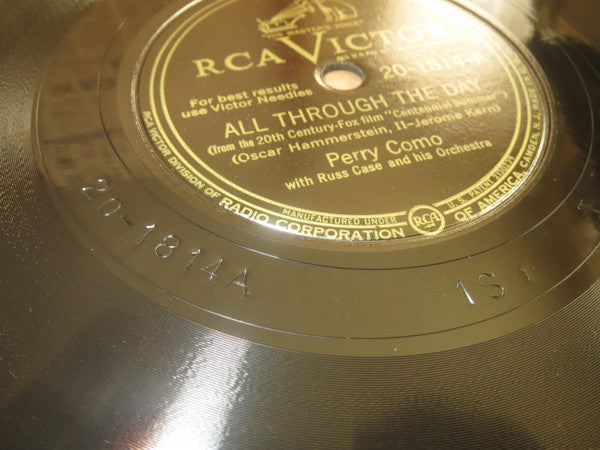 RCA VICTOR
20-1814-A
For best results
use Victor Needles
ALL THROUGH THE DAY
(from the 20th Century-Fox film "Centennial Summer")
(Oscar Hammerstein, II-Jerome Kern)
Perry Como
with Russ Case and his Orchestra
MANUFACTURED UNDER
RCA
U. S. PATENT
RCA VICTOR DIVISION OF RADIO CORPORATION OF AMERICA, CAMDEN, N.J.
20-1814A
1S